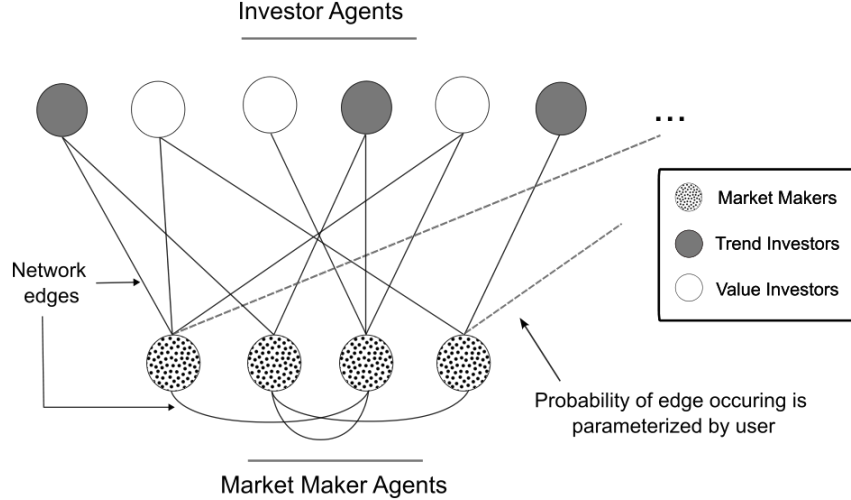 Investor Agents
...
Market Makers
Trend Investors
Value Investors
Network
edges
Probability of edge occuring is
parameterized by user
Market Maker Agents